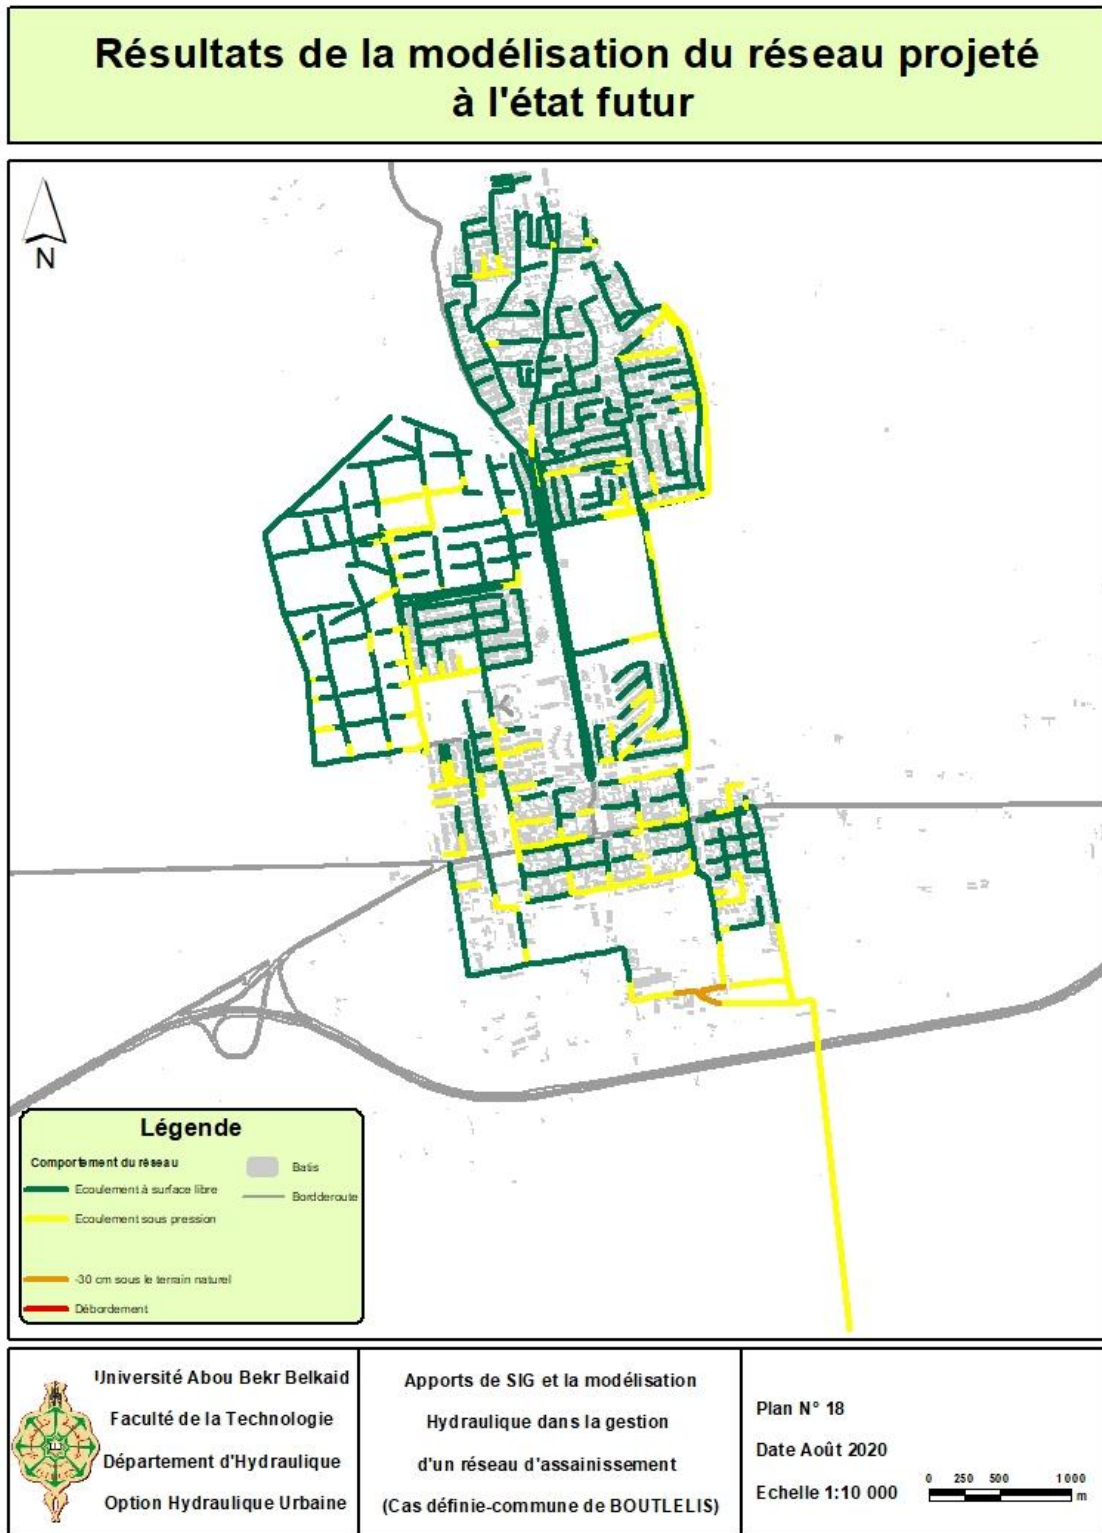 Résultats de la modélisation du réseau projeté
à l'état futur
N
Légende
Comportement du réseau
Ecoulement à surface libre
Ecoulement sous pression
-30 cm sous le terrain naturel
Débordement
Batis
Bordderoute
Université Abou Bekr Belkaid
Faculté de la Technologie
Département d'Hydraulique
Option Hydraulique Urbaine
Apports de SIG et la modélisation
Hydraulique dans la gestion
d'un réseau d'assainissement
(Cas définie-commune de BOUTLELIS)
Plan N° 18
Date Août 2020
Echelle 1:10 000
0 250 500 1 000
m